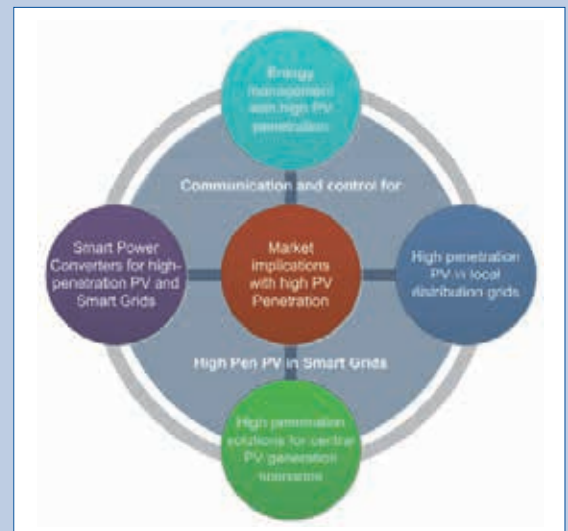 Energy
management
with high PV
penetration
Communication and control for
Smart Power
Converters for high-
penetration PV and
Smart Grids
Market
implications
with high PV
Penetration
High penetration
PV in local
distribution grids
High Pen PV in Smart Grids
High penetration
solutions for central
PV generation
scenarios